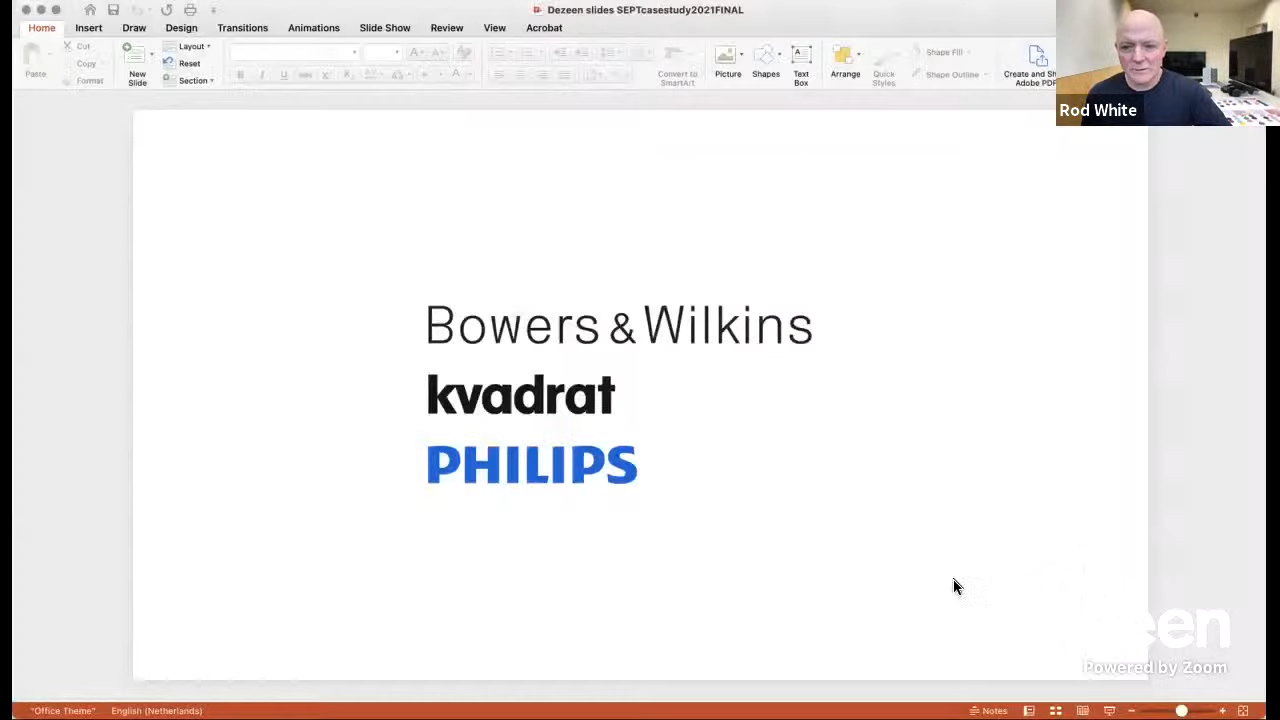 Dezeen slides SEPTcasestudy2021FINAL
Home Insert Draw Design Transitions Animations Slide Show Review View Acrobat
Paste
Cut
Copy
Format
New Slide
Layout
Reset
Section
Convert to SmartArt
Picture
Shapes
Text Box
Arrange
Quick Styles
Shape Fill
Shape Outline
Create and Sh
Adobe PDF
Rod White
Bowers & Wilkins
kvadrat
PHILIPS
een
Powered by Zoom
"Office Theme" English (Netherlands) Notes